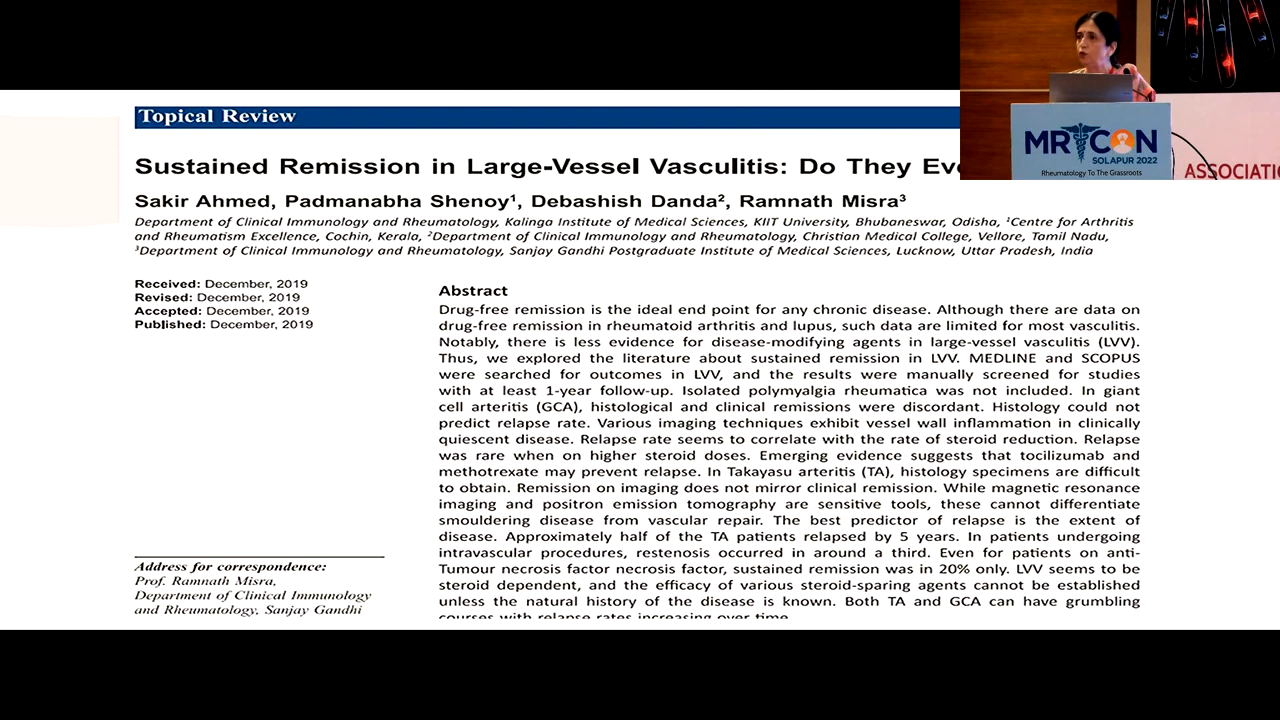 Topical Review
Sustained Remission in Large-Vessel Vasculitis: Do They
Sakir Ahmed, Padmanabha Shenoy¹, Debashish Danda², Ramnath Misra³
Department of Clinical Immunology and Rheumatology, Kalinga Institute of Medical Sciences, KIIT University, Bhubaneswar, Odisha, ¹Centre for Arthritis
and Rheumatism Excellence, Cochin, Kerala, ²Department of Clinical Immunology and Rheumatology, Christian Medical College, Vellore, Tamil Nadu,
³Department of Clinical Immunology and Rheumatology, Sanjay Gandhi Postgraduate Institute of Medical Sciences, Lucknow, Uttar Pradesh, India
Received: December, 2019
Revised: December, 2019
Accepted: December, 2019
Published: December, 2019
Address for correspondence:
Prof. Ramnath Misra,
Department of Clinical Immunology
and Rheumatology, Sanjay Gandhi
Abstract
Drug-free remission is the ideal end point for any chronic disease. Although there are data on
drug-free remission in rheumatoid arthritis and lupus, such data are limited for most vasculitis.
Notably, there is less evidence for disease-modifying agents in large-vessel vasculitis (LVV).
Thus, we explored the literature about sustained remission in LVV. MEDLINE and SCOPUS
were searched for outcomes in LVV, and the results were manually screened for studies
with at least 1-year follow-up. Isolated polymyalgia rheumatica was not included. In giant
cell arteritis (GCA), histological and clinical remissions were discordant. Histology could not
predict relapse rate. Various imaging techniques exhibit vessel wall inflammation in clinically
quiescent disease. Relapse rate seems to correlate with the rate of steroid reduction. Relapse
was rare when on higher steroid doses. Emerging evidence suggests that tocilizumab and
methotrexate may prevent relapse. In Takayasu arteritis (TA), histology specimens are difficult
to obtain. Remission on imaging does not mirror clinical remission. While magnetic resonance
imaging and positron emission tomography are sensitive tools, these cannot differentiate
smouldering disease from vascular repair. The best predictor of relapse is the extent of
disease. Approximately half of the TA patients relapsed by 5 years. In patients undergoing
intravascular procedures, restenosis occurred in around a third. Even for patients on anti-
Tumour necrosis factor necrosis factor, sustained remission was in 20% only. LVV seems to be
steroid dependent, and the efficacy of various steroid-sparing agents cannot be established
unless the natural history of the disease is known. Both TA and GCA can have grumbling
courses with relapse rates increasing over time.
MRCON
SOLAPUR 2022
Rheumatology To The Grassroots